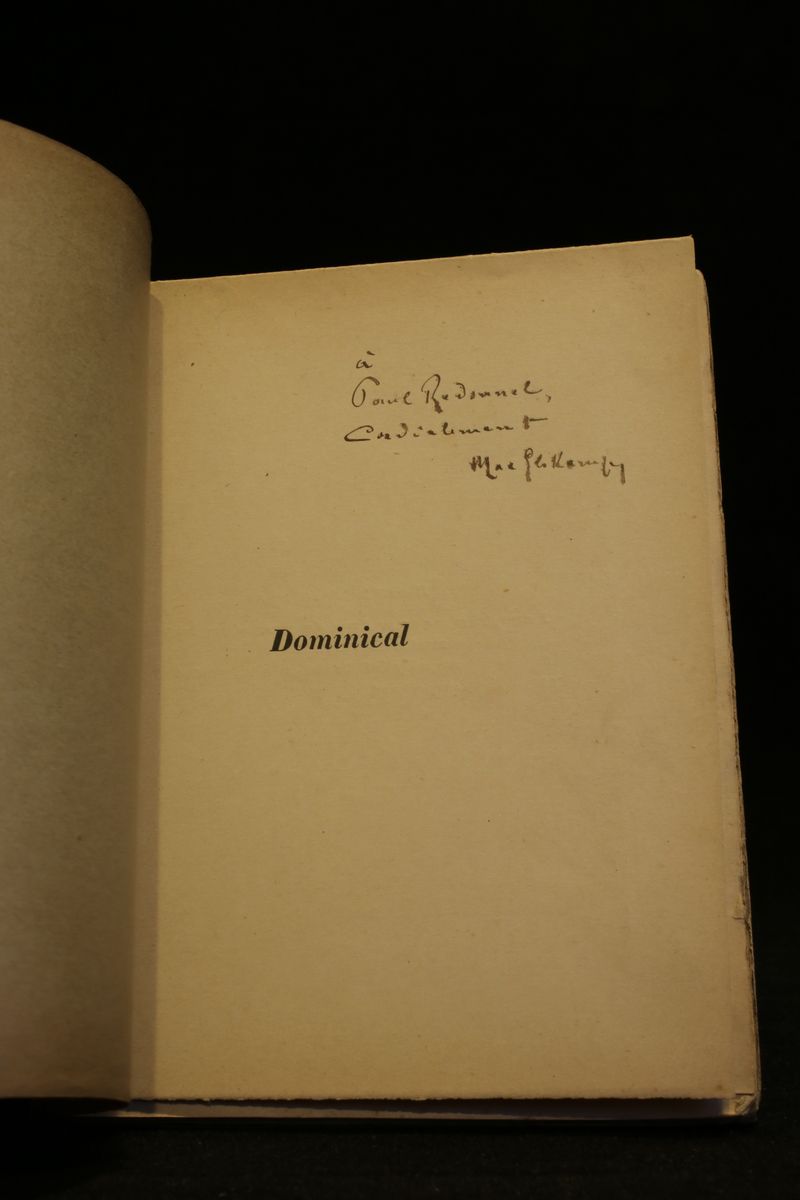 à
Paul Redonnel,
Cordialement
Max Elskamp
Dominical